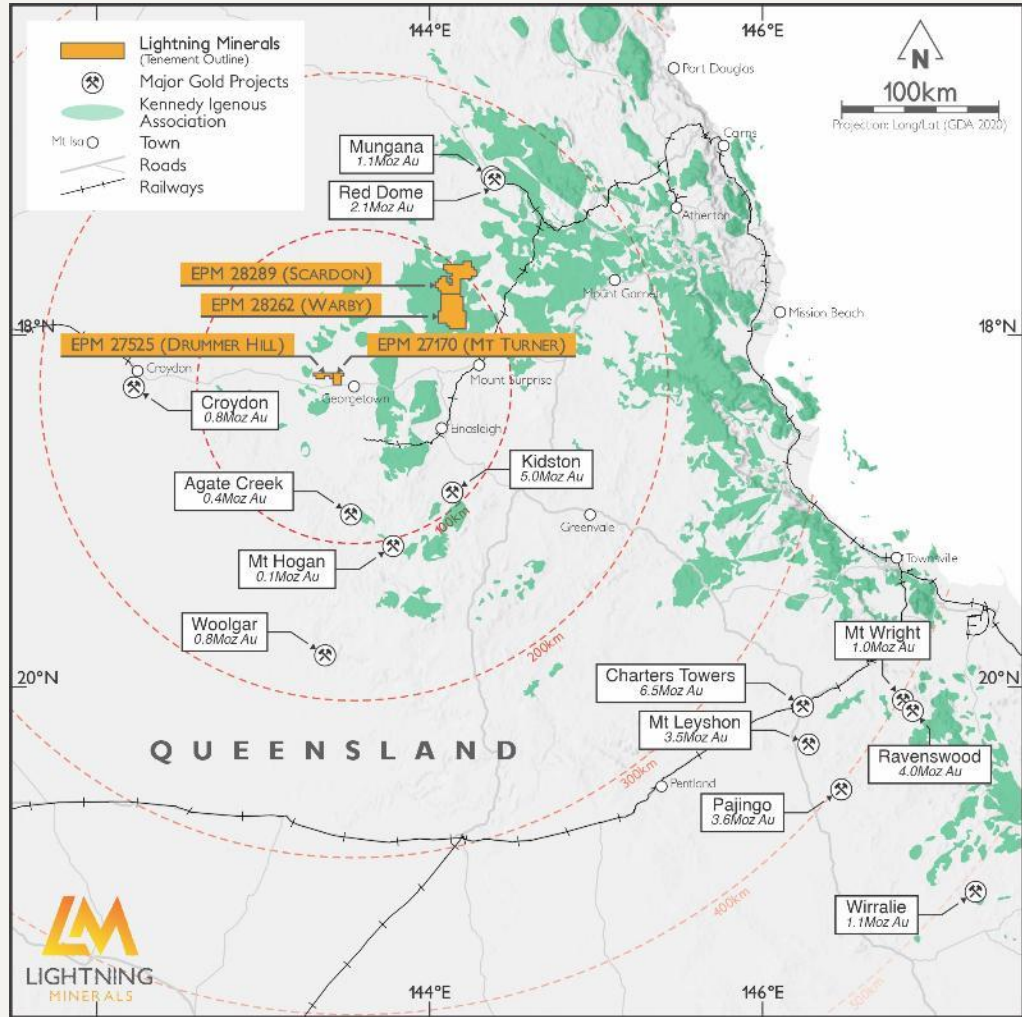 144°E
146°E
Lightning Minerals
(Tenement Outline)
Major Gold Projects
Kennedy Igenous
Association
Mt Isa
Town
Roads
Railways
N
100km
Projection: Long/Lat (GDA 2020)
Port Douglas
Cairns
Mungana
1.1Moz Au
Red Dome
2.1Moz Au
Atherton
EPM 28289 (SCARDON)
Mount Garnet
EPM 28262 (WARBY)
Mission Beach
18°N
18°N
EPM 27525 (DRUMMER HILL)
EPM 27170 (MT TURNER)
Croydon
Georgetown
Mount Surprise
Croydon
0.8Moz Au
Einasleigh
Kidston
5.0Moz Au
Agate Creek
0.4Moz Au
100km
Greenvale
Mt Hogan
0.1Moz Au
Townsville
Woolgar
0.8Moz Au
200km
Mt Wright
1.0Moz Au
20°N
20°N
Charters Towers
6.5Moz Au
Mt Leyshon
3.5Moz Au
QUEENSLAND
Ravenswood
4.0Moz Au
300km
Pentland
Pajingo
3.6Moz Au
400km
Wirralie
1.1Moz Au
LM
LIGHTNING
MINERALS
500km
144°E
146°E